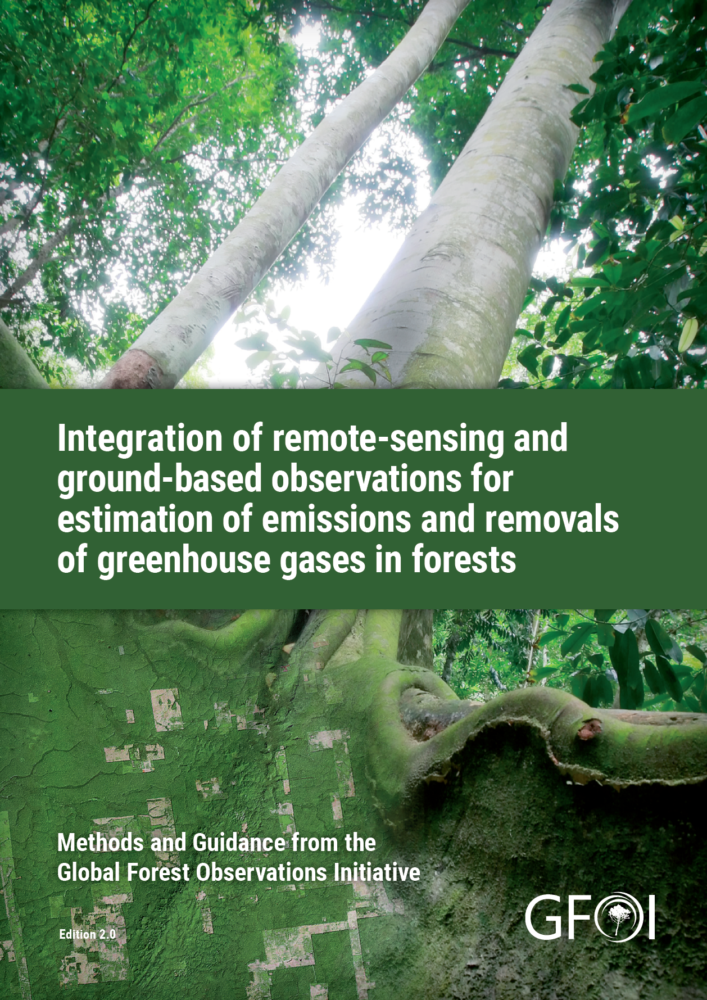 Integration of remote-sensing and
ground-based observations for
estimation of emissions and removals
of greenhouse gases in forests
Methods and Guidance from the
Global Forest Observations Initiative
GFOI
Edition 2.0